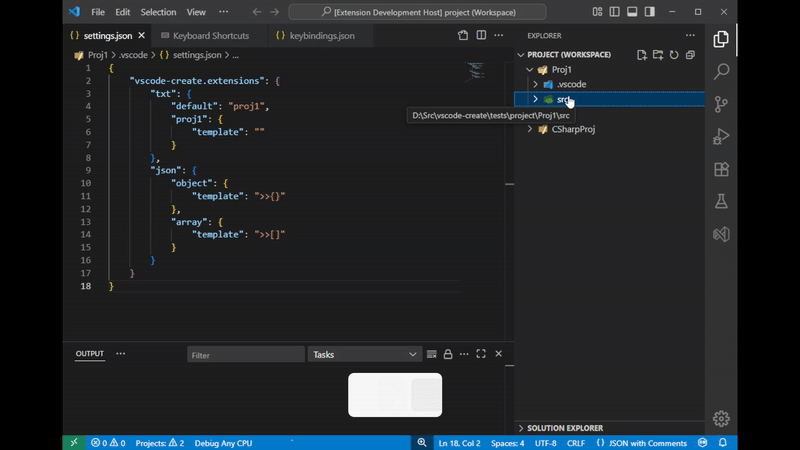 File Edit Selection View ··· [Extension Development Host] project (Workspace)
settings.json Keyboard Shortcuts keybindings.json
Proj1 > .vscode > settings.json > ...
1 {
2 "vscode-create.extensions": {
3 "txt": {
4 "default": "proj1",
5 "proj1": {
6 "template": ""
7 }
8 },
9 "json": {
10 "object": {
11 "template": ">>{}"
12 },
13 "array": {
14 "template": ">>[]"
15 }
16 }
17 }
18 }
EXPLORER
PROJECT (WORKSPACE)
Proj1
.vscode
src
D:\Src\vscode-create\tests\project\Proj1\src
CSharpProj
OUTPUT ··· Filter Tasks
SOLUTION EXPLORER
0 0 Projects: 2 Debug Any CPU Ln 18, Col 2 Spaces: 4 UTF-8 CRLF {} JSON with Comments